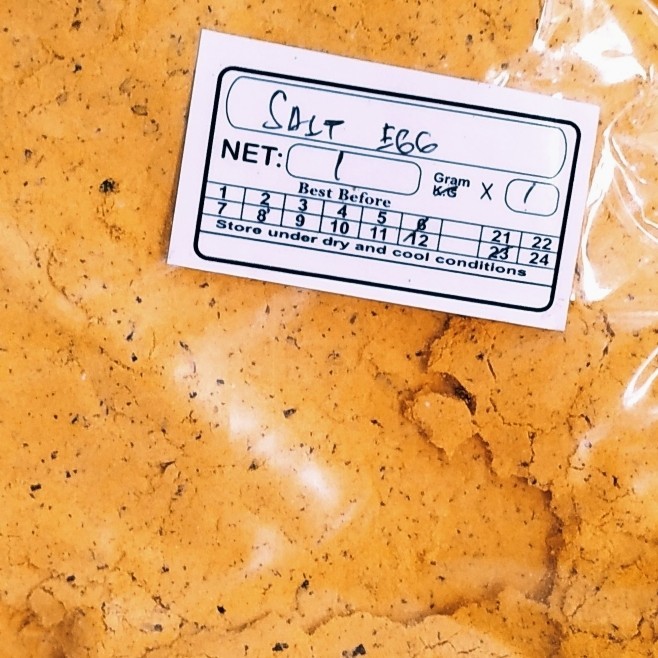 SALT EGG
NET: 1 Gram K.G X 1
Best Before
1 2 3 4 5 6 21 22
7 8 9 10 11 12 23 24
Store under dry and cool conditions